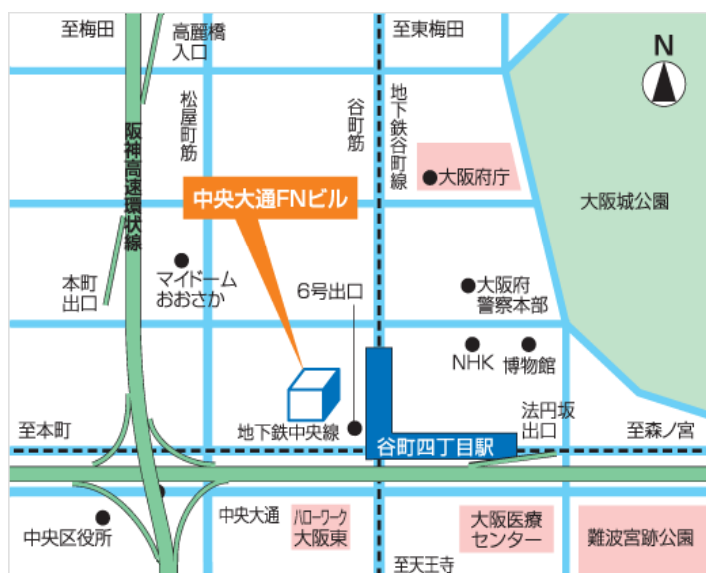 至梅田
高麗橋
入口
至東梅田
N
松屋町筋
谷町筋
地下鉄谷町線
阪神高速環状線
大阪府庁
中央大通FNビル
大阪城公園
本町
出口
マイドーム
おおさか
6号出口
大阪府
警察本部
NHK
博物館
法円坂
出口
至本町
地下鉄中央線
谷町四丁目駅
至森ノ宮
中央区役所
中央大通
ハローワーク
大阪東
大阪医療
センター
難波宮跡公園
至天王寺